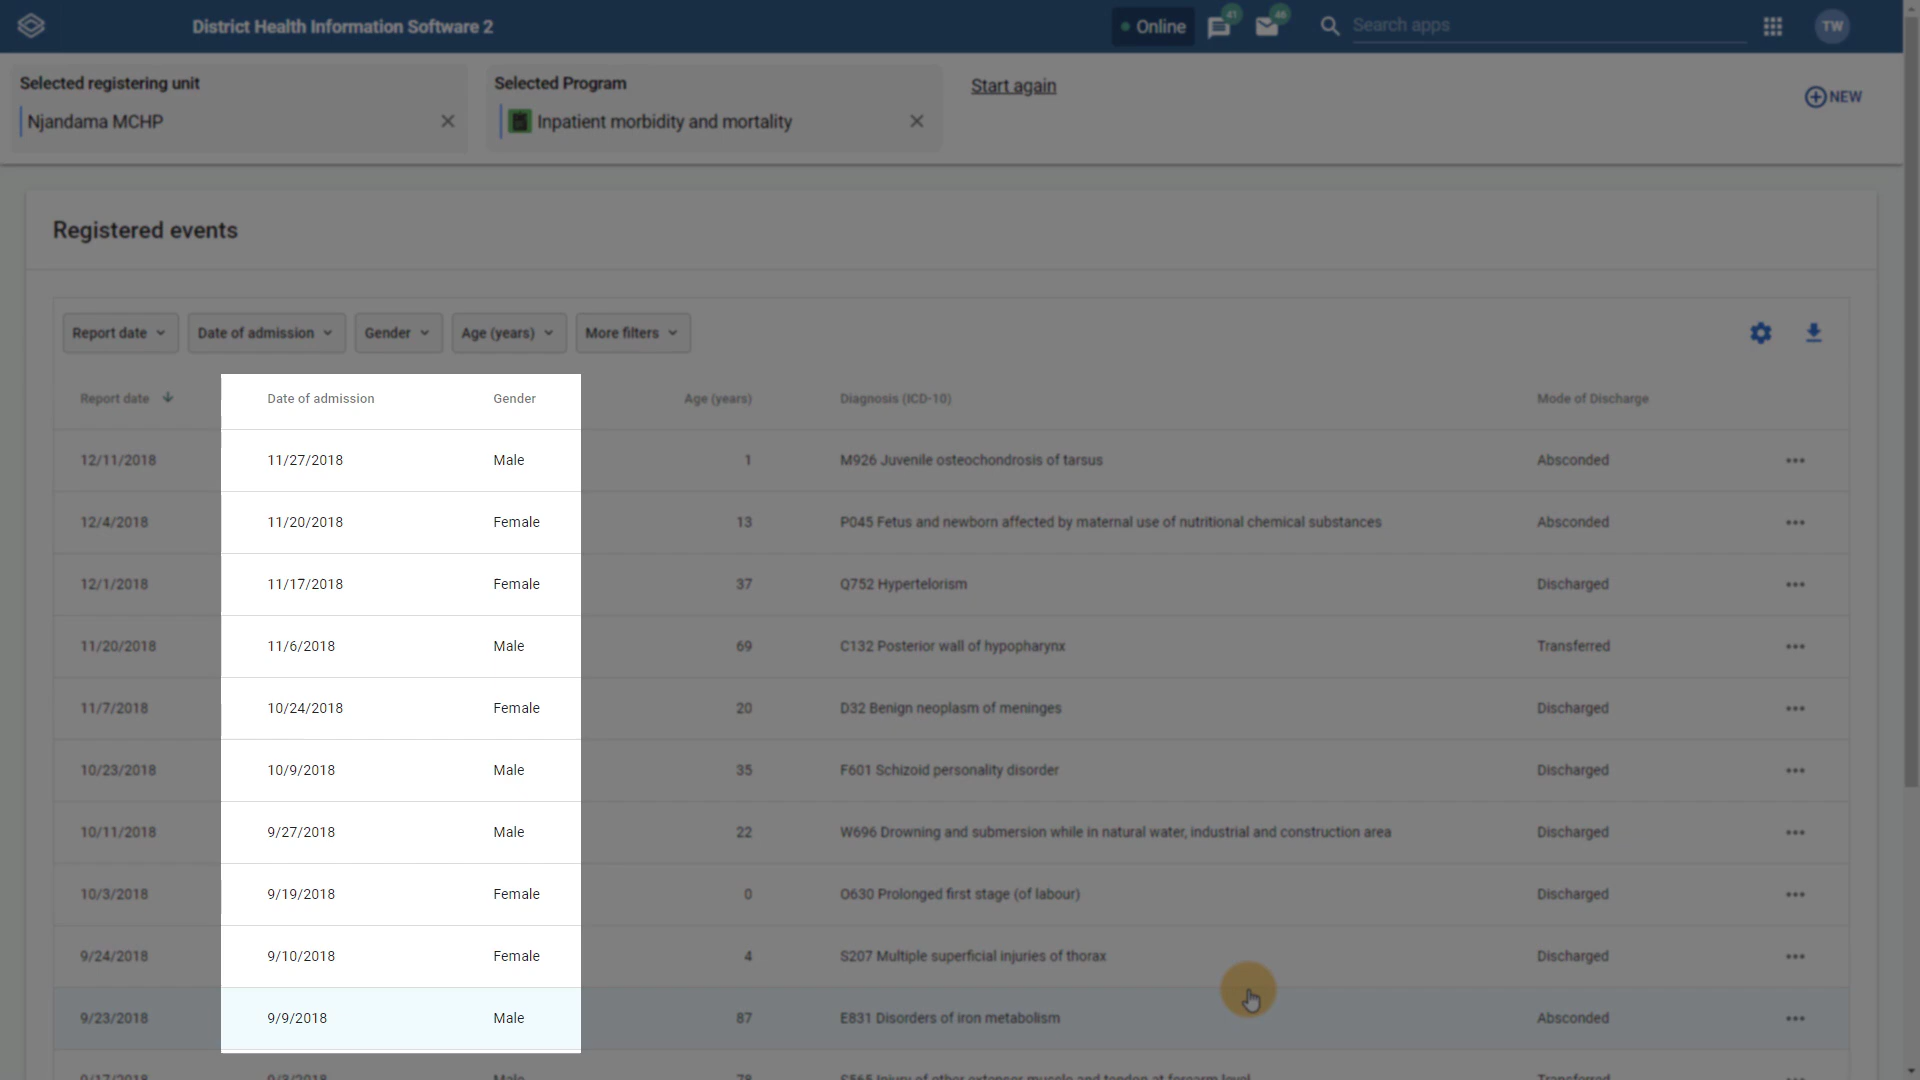 District Health Information Software 2
Online
41
46
Search apps
TW
Selected registering unit
Njandama MCHP
Selected Program
Inpatient morbidity and mortality
Start again
NEW
Registered events
Report date
Date of admission
Gender
Age (years)
More filters
Report date Date of admission Gender Age (years) Diagnosis (ICD-10) Mode of Discharge
12/11/2018 11/27/2018 Male 1 M926 Juvenile osteochondrosis of tarsus Absconded
12/4/2018 11/20/2018 Female 13 P045 Fetus and newborn affected by maternal use of nutritional chemical substances Absconded
12/1/2018 11/17/2018 Female 37 Q752 Hypertelorism Discharged
11/20/2018 11/6/2018 Male 69 C132 Posterior wall of hypopharynx Transferred
11/7/2018 10/24/2018 Female 20 D32 Benign neoplasm of meninges Discharged
10/23/2018 10/9/2018 Male 35 F601 Schizoid personality disorder Discharged
10/11/2018 9/27/2018 Male 22 W696 Drowning and submersion while in natural water, industrial and construction area Discharged
10/3/2018 9/19/2018 Female 0 O630 Prolonged first stage (of labour) Discharged
9/24/2018 9/10/2018 Female 4 S207 Multiple superficial injuries of thorax Discharged
9/23/2018 9/9/2018 Male 87 E831 Disorders of iron metabolism Absconded
9/17/2018 9/3/2018 Male 78 S565 Injury of other extensor muscle and tendon at forearm level Transferred